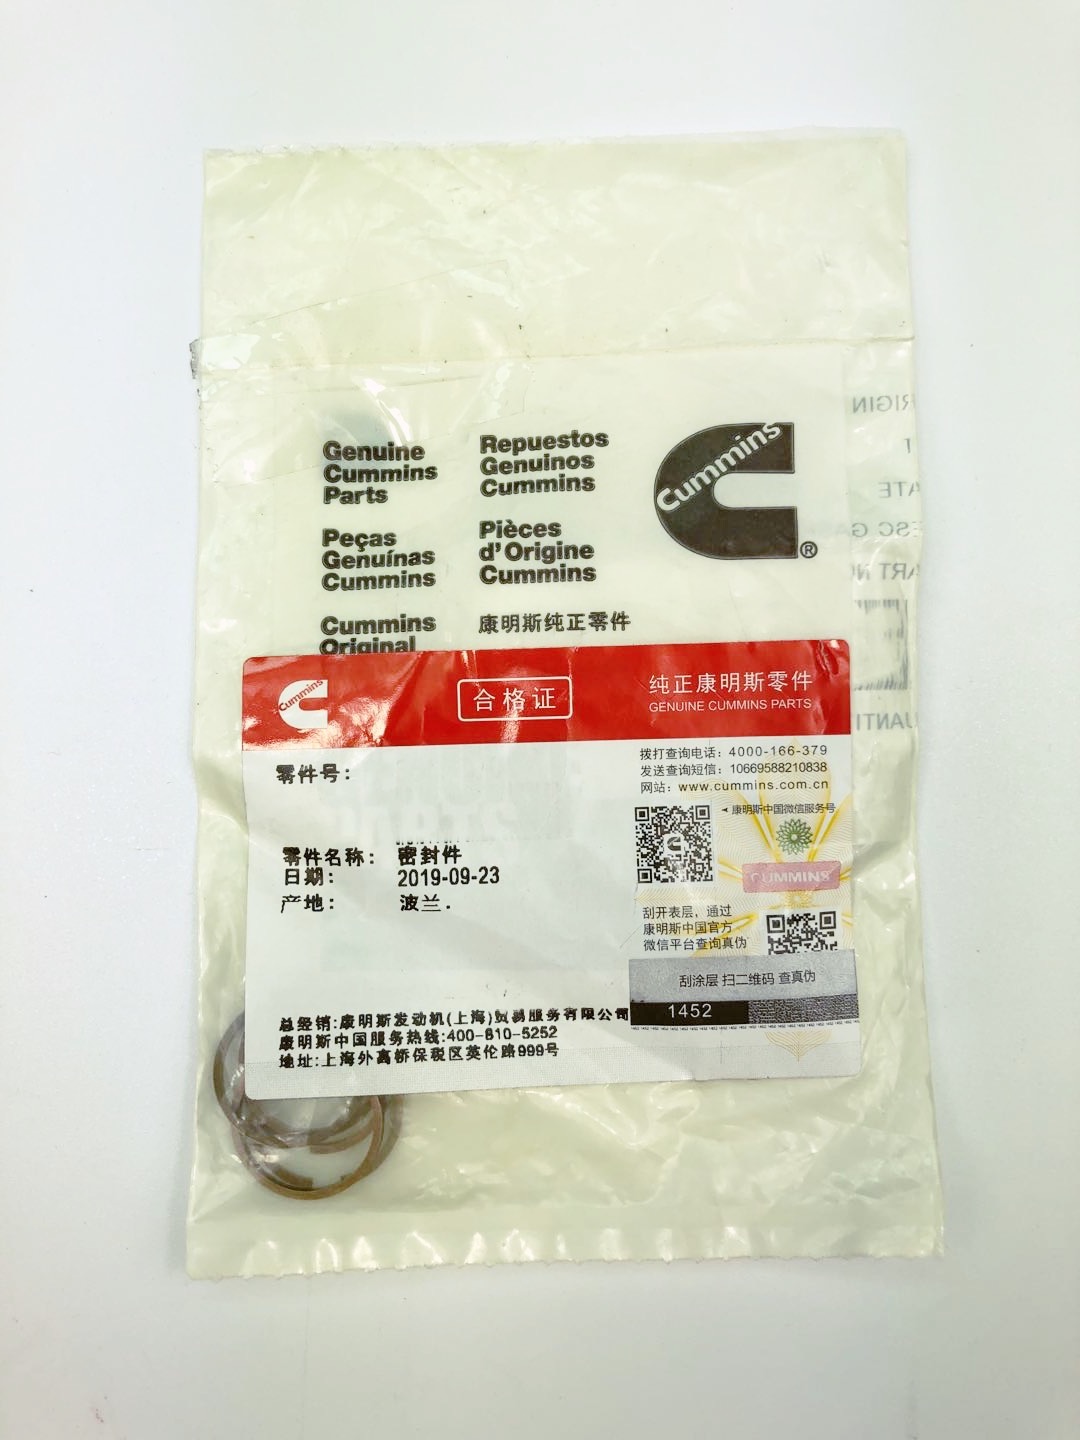 Genuine
Cummins
Parts
Repuestos
Genuinos
Cummins
Peças
Genuínas
Cummins
Pièces
d'Origine
Cummins
Cummins
Original
康明斯纯正零件
Cummins
®
Cummins
合格证
纯正康明斯零件
GENUINE CUMMINS PARTS
拨打查询电话：4000-166-379
发送查询短信：10669588210838
网站：www.cummins.com.cn
康明斯中国微信服务号
CUMMINS
零件号：
零件名称： 密封件
日期： 2019-09-23
产地： 波兰.
刮开表层，通过
康明斯中国官方
微信平台查询真伪
刮涂层 扫二维码 查真伪
1452
总经销:康明斯发动机(上海)贸易服务有限公司
康明斯中国服务热线:400-810-5252
地址:上海外高桥保税区英伦路999号